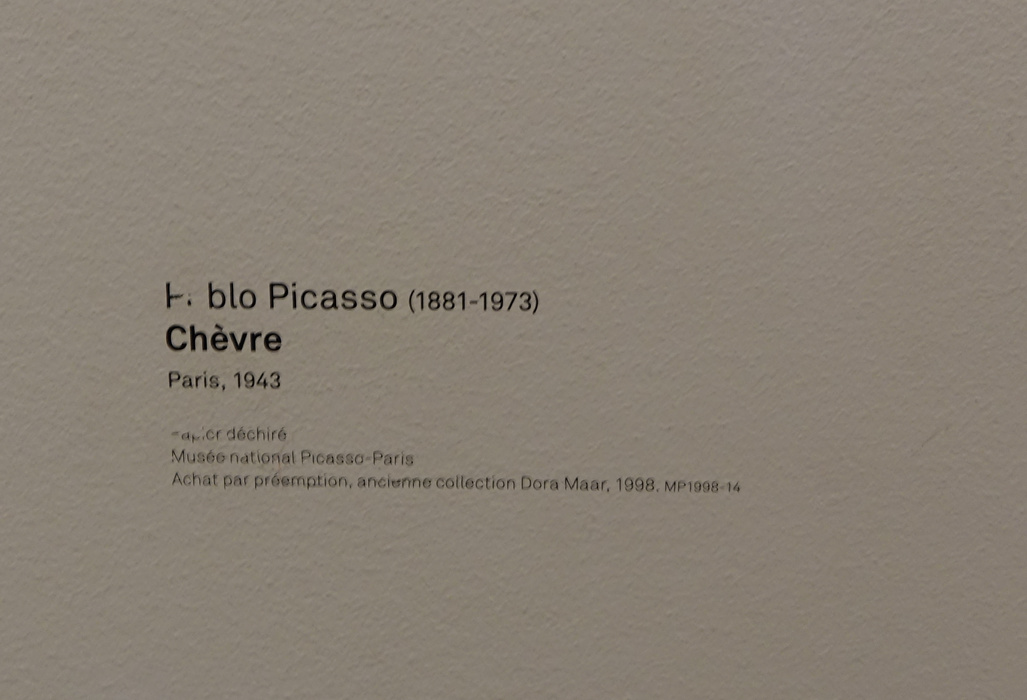 blo Picasso (1881-1973)
Chèvre
Paris, 1943
déchiré
Musée national Picasso-Paris
Achat par préemption, ancienne collection Dora Maar, 1998. MP1998-14